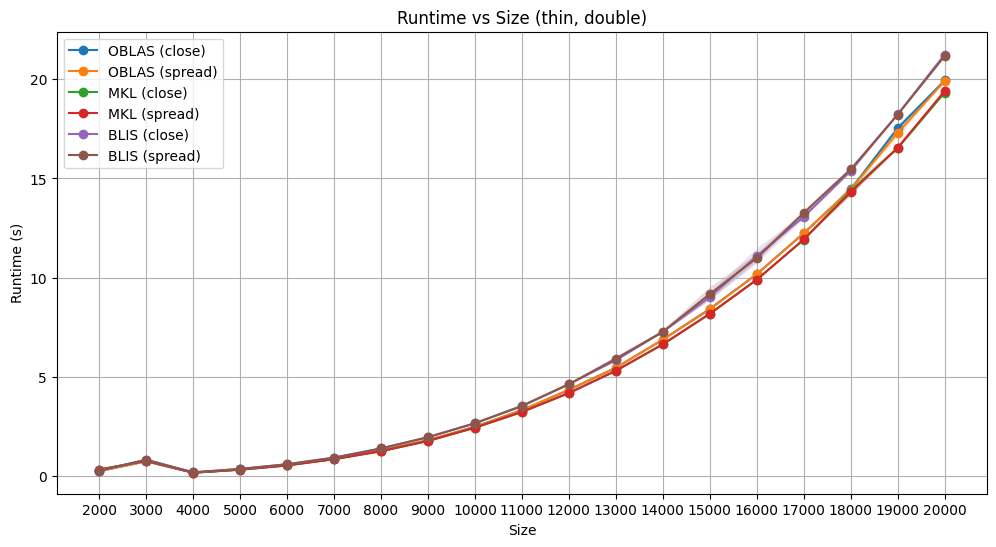 Runtime vs Size (thin, double)
OBLAS (close)
OBLAS (spread)
MKL (close)
MKL (spread)
BLIS (close)
BLIS (spread)
Runtime (s)
20
15
10
5
0
2000 3000 4000 5000 6000 7000 8000 9000 10000 11000 12000 13000 14000 15000 16000 17000 18000 19000 20000
Size